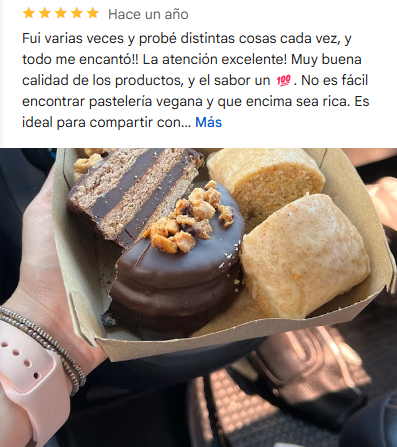 ★★★★★ Hace un año
Fui varias veces y probé distintas cosas cada vez, y
todo me encantó!! La atención excelente! Muy buena
calidad de los productos, y el sabor un 💯. No es fácil
encontrar pastelería vegana y que encima sea rica. Es
ideal para compartir con... Más